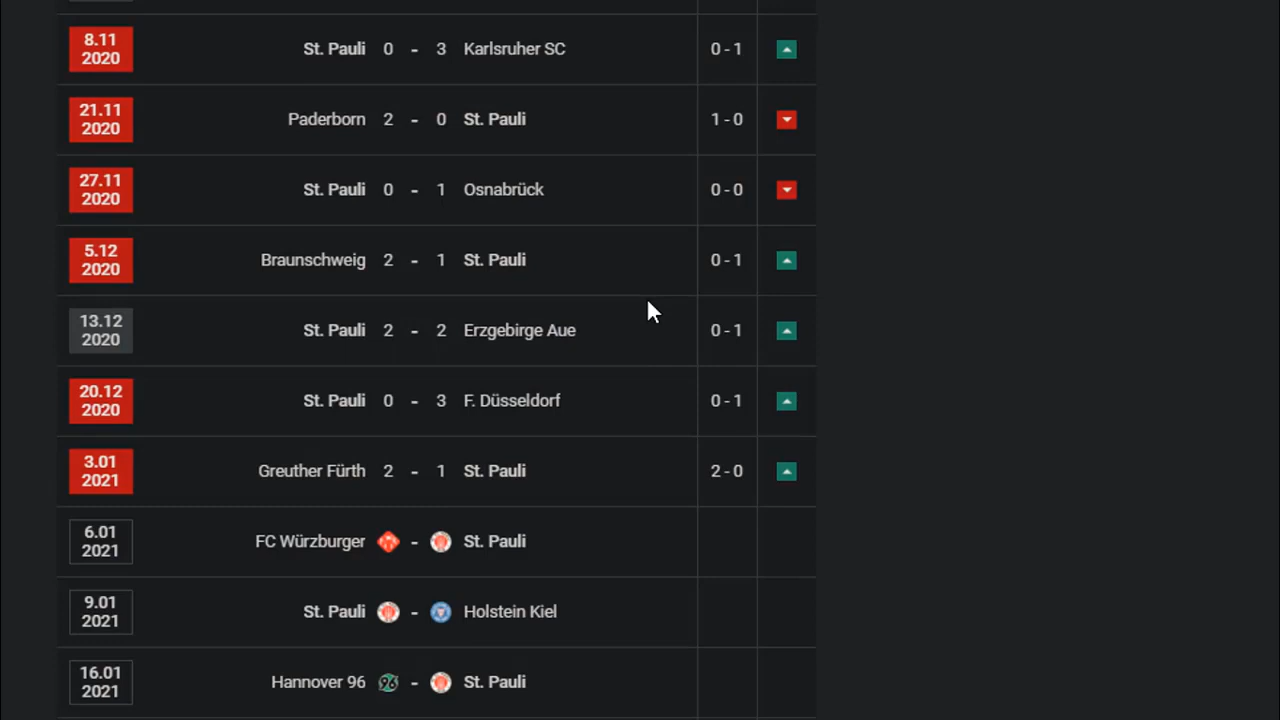 8.11
2020
St. Pauli 0 - 3 Karlsruher SC 0 - 1
21.11
2020
Paderborn 2 - 0 St. Pauli 1 - 0
27.11
2020
St. Pauli 0 - 1 Osnabrück 0 - 0
5.12
2020
Braunschweig 2 - 1 St. Pauli 0 - 1
13.12
2020
St. Pauli 2 - 2 Erzgebirge Aue 0 - 1
20.12
2020
St. Pauli 0 - 3 F. Düsseldorf 0 - 1
3.01
2021
Greuther Fürth 2 - 1 St. Pauli 2 - 0
6.01
2021
FC Würzburger - St. Pauli
9.01
2021
St. Pauli - Holstein Kiel
16.01
2021
Hannover 96 96 - St. Pauli